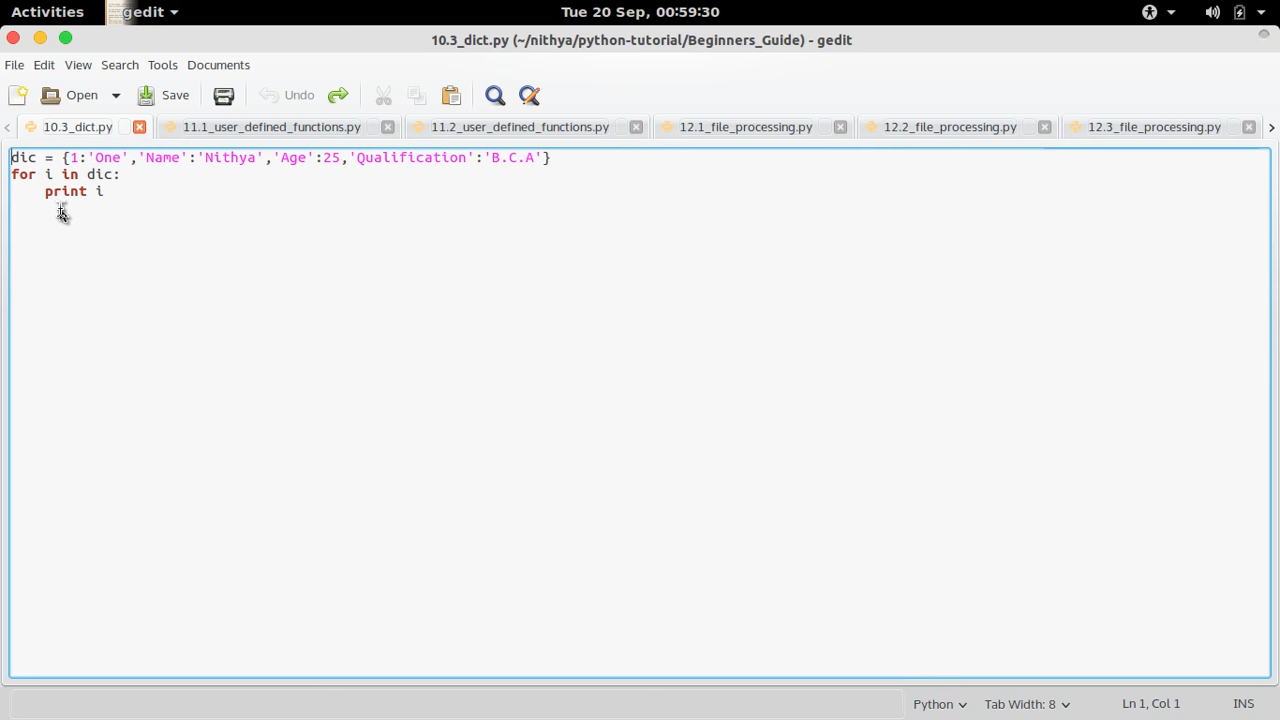 Activities gedit Tue 20 Sep, 00:59:30
10.3_dict.py (~/nithya/python-tutorial/Beginners_Guide) - gedit
File Edit View Search Tools Documents
Open Save Undo
10.3_dict.py 11.1_user_defined_functions.py 11.2_user_defined_functions.py 12.1_file_processing.py 12.2_file_processing.py 12.3_file_processing.py
dic = {1:'One','Name':'Nithya','Age':25,'Qualification':'B.C.A'}
for i in dic:
    print i
Python Tab Width: 8 Ln 1, Col 1 INS